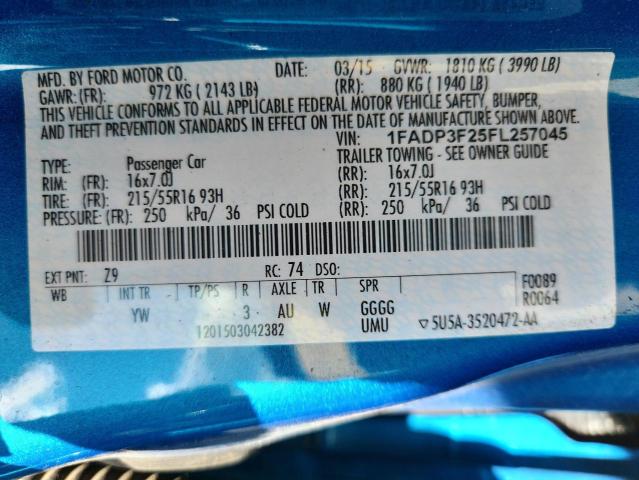 MFD. BY FORD MOTOR CO. DATE: 03/15 GVWR: 1810 KG ( 3990 LB)
GAWR: (FR): 972 KG ( 2143 LB) (RR): 880 KG ( 1940 LB)
THIS VEHICLE CONFORMS TO ALL APPLICABLE FEDERAL MOTOR VEHICLE SAFETY, BUMPER,
AND THEFT PREVENTION STANDARDS IN EFFECT ON THE DATE OF MANUFACTURE SHOWN ABOVE.
VIN: 1FADP3F25FL257045
TYPE: Passenger Car TRAILER TOWING - SEE OWNER GUIDE
RIM: (FR): 16x7.0J (RR): 16x7.0J
TIRE: (FR): 215/55R16 93H (RR): 215/55R16 93H
PRESSURE: (FR): 250 kPa/ 36 PSI COLD (RR): 250 kPa/ 36 PSI COLD
EXT PNT: Z9 RC: 74 DSO: F0089
WB INT TR TP/PS R AXLE TR SPR R0064
YW 3 AU W GGGG
1201503042382 UMU ▽5U5A-3520472-AA